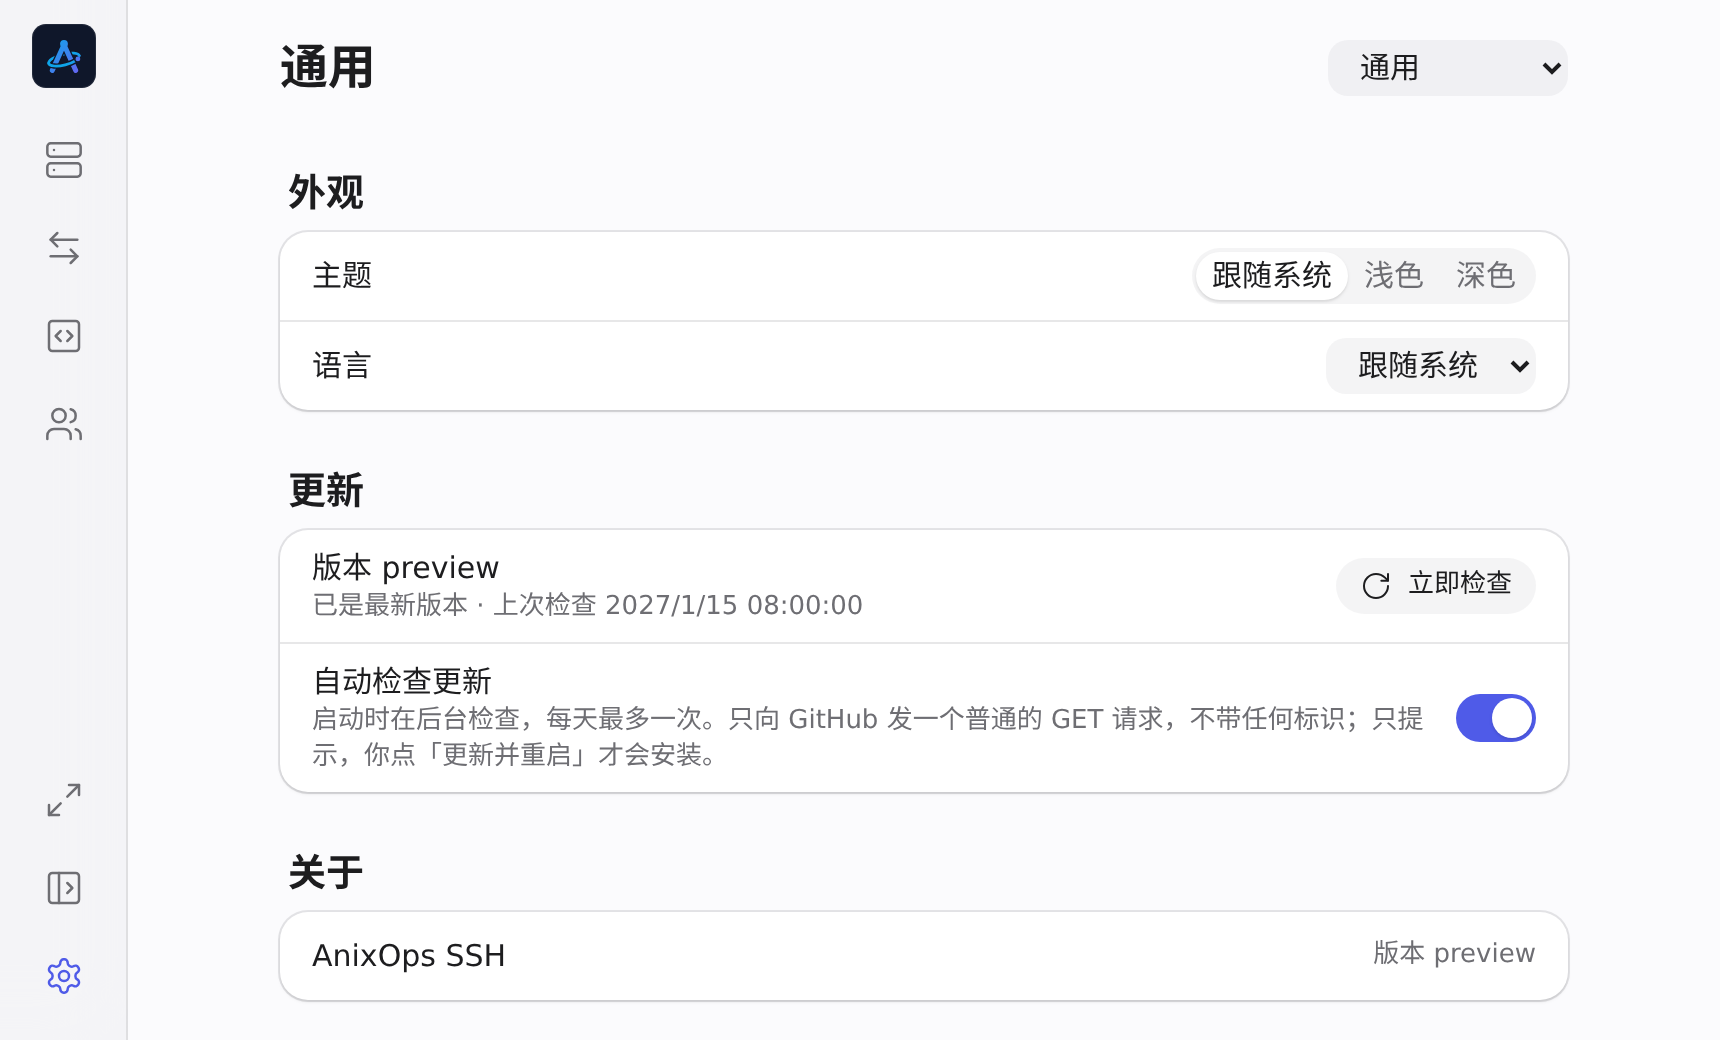 通用
通用
外观
主题
跟随系统 浅色 深色
语言
跟随系统
更新
版本 preview
已是最新版本 · 上次检查 2027/1/15 08:00:00
立即检查
自动检查更新
启动时在后台检查，每天最多一次。只向 GitHub 发一个普通的 GET 请求，不带任何标识；只提
示，你点「更新并重启」才会安装。
关于
AnixOps SSH
版本 preview